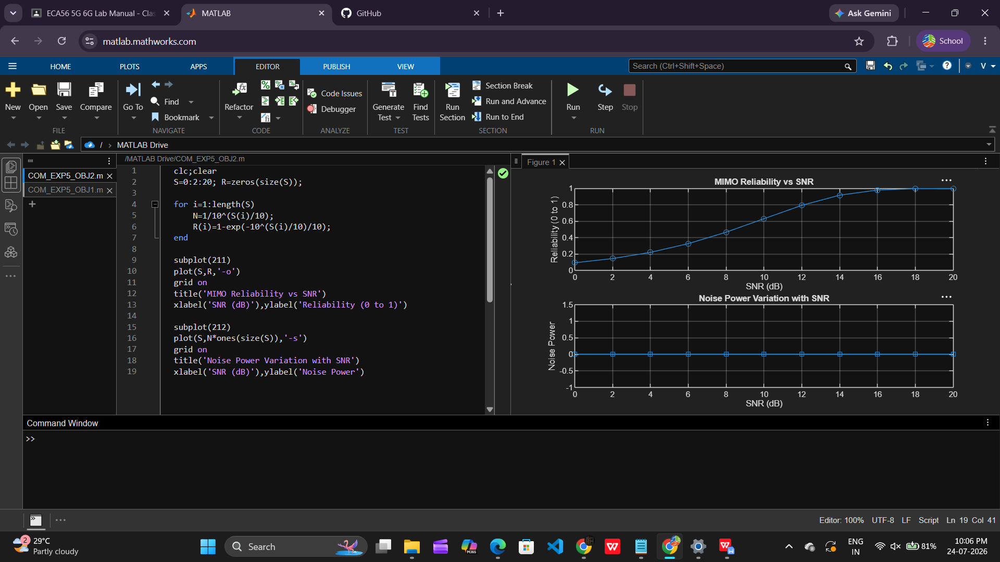 ECA56 5G 6G Lab Manual - Clas
MATLAB
GitHub
Ask Gemini
matlab.mathworks.com
School
HOME
PLOTS
APPS
EDITOR
PUBLISH
VIEW
Search (Ctrl+Shift+Space)
V
New
Open
Save
Compare
FILE
Go To
Find
Bookmark
NAVIGATE
Refactor
CODE
Code Issues
Debugger
ANALYZE
Generate Test
Find Tests
TEST
Run Section
Section Break
Run and Advance
Run to End
SECTION
Run
Step
Stop
RUN
/ › MATLAB Drive
COM_EXP5_OBJ2.m
COM_EXP5_OBJ1.m
/MATLAB Drive/COM_EXP5_OBJ2.m
1 clc;clear
2 S=0:2:20; R=zeros(size(S));
3
4 for i=1:length(S)
5 N=1/10^(S(i)/10);
6 R(i)=1-exp(-10^(S(i)/10)/10);
7 end
8
9 subplot(211)
10 plot(S,R,'-o')
11 grid on
12 title('MIMO Reliability vs SNR')
13 xlabel('SNR (dB)'),ylabel('Reliability (0 to 1)')
14
15 subplot(212)
16 plot(S,N*ones(size(S)),'-s')
17 grid on
18 title('Noise Power Variation with SNR')
19 xlabel('SNR (dB)'),ylabel('Noise Power')
Figure 1
MIMO Reliability vs SNR
Reliability (0 to 1)
1
0.8
0.6
0.4
0.2
0
0 2 4 6 8 10 12 14 16 18 20
SNR (dB)
Noise Power Variation with SNR
Noise Power
1.5
1
0.5
0
-0.5
-1
0 2 4 6 8 10 12 14 16 18 20
SNR (dB)
Command Window
>>
Editor: 100% UTF-8 LF Script Ln 19 Col 41
2
29°C
Partly cloudy
Search
M365
ENG
IN
81%
10:06 PM
24-07-2026